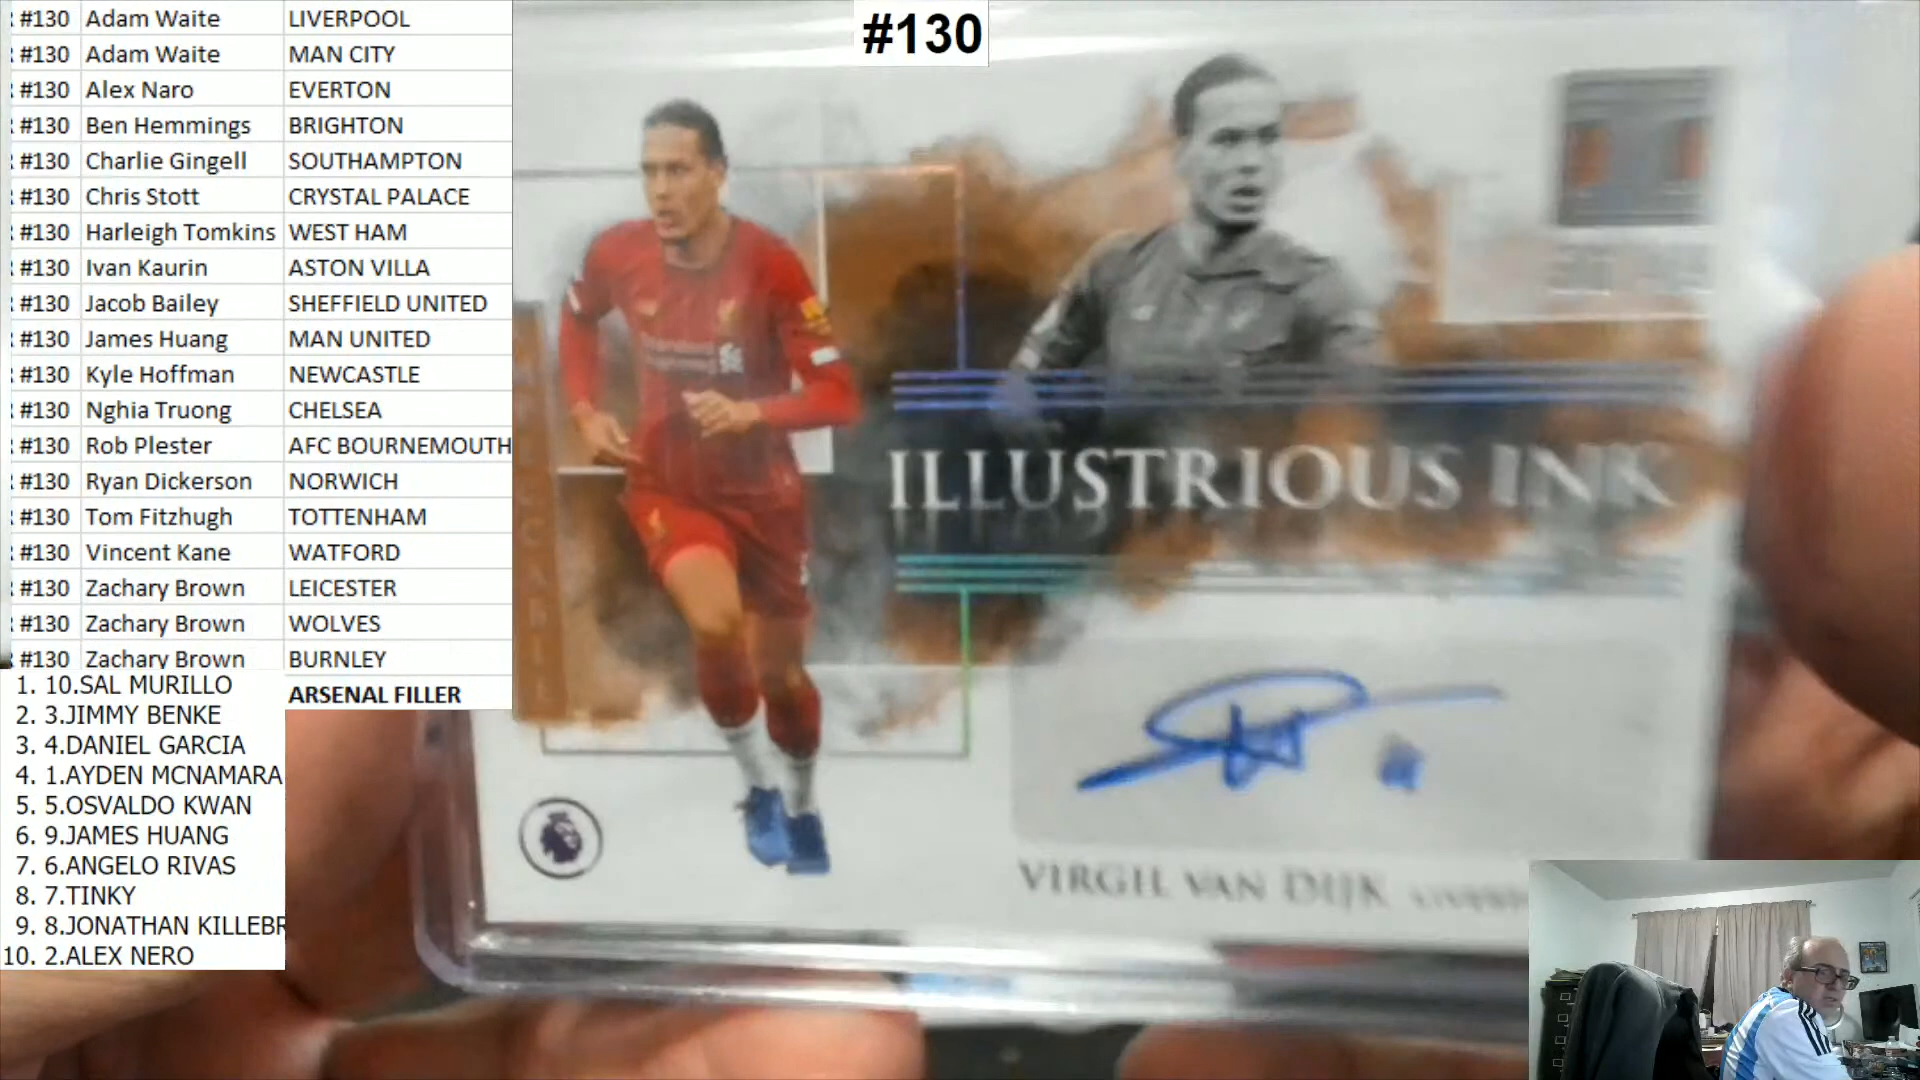 #130
#130 Adam Waite LIVERPOOL
#130 Adam Waite MAN CITY
#130 Alex Naro EVERTON
#130 Ben Hemmings BRIGHTON
#130 Charlie Gingell SOUTHAMPTON
#130 Chris Stott CRYSTAL PALACE
#130 Harleigh Tomkins WEST HAM
#130 Ivan Kaurin ASTON VILLA
#130 Jacob Bailey SHEFFIELD UNITED
#130 James Huang MAN UNITED
#130 Kyle Hoffman NEWCASTLE
#130 Nghia Truong CHELSEA
#130 Rob Plester AFC BOURNEMOUTH
#130 Ryan Dickerson NORWICH
#130 Tom Fitzhugh TOTTENHAM
#130 Vincent Kane WATFORD
#130 Zachary Brown LEICESTER
#130 Zachary Brown WOLVES
#130 Zachary Brown BURNLEY
ARSENAL FILLER
1. 10.SAL MURILLO
2. 3.JIMMY BENKE
3. 4.DANIEL GARCIA
4. 1.AYDEN MCNAMARA
5. 5.OSVALDO KWAN
6. 9.JAMES HUANG
7. 6.ANGELO RIVAS
8. 7.TINKY
9. 8.JONATHAN KILLEBR
10. 2.ALEX NERO
ILLUSTRIOUS INK
VIRGIL VAN DIJK